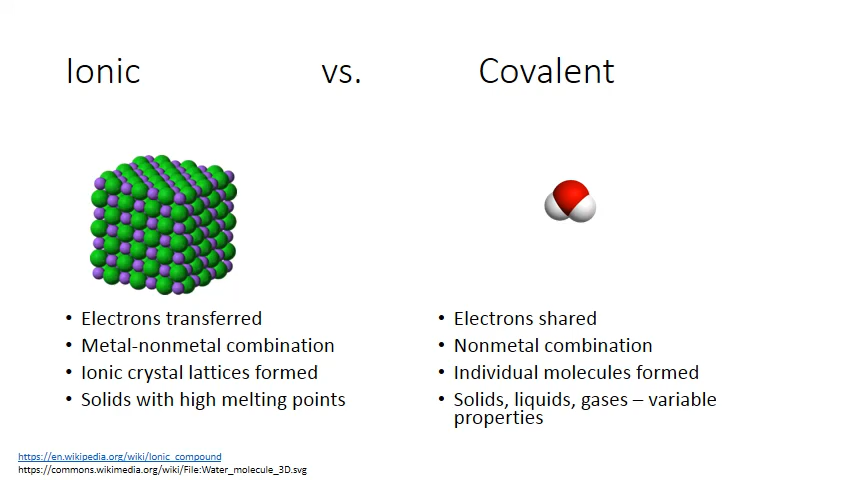 Ionic vs. Covalent
• Electrons transferred
• Metal-nonmetal combination
• Ionic crystal lattices formed
• Solids with high melting points
• Electrons shared
• Nonmetal combination
• Individual molecules formed
• Solids, liquids, gases – variable
properties
https://en.wikipedia.org/wiki/Ionic_compound
https://commons.wikimedia.org/wiki/File:Water_molecule_3D.svg